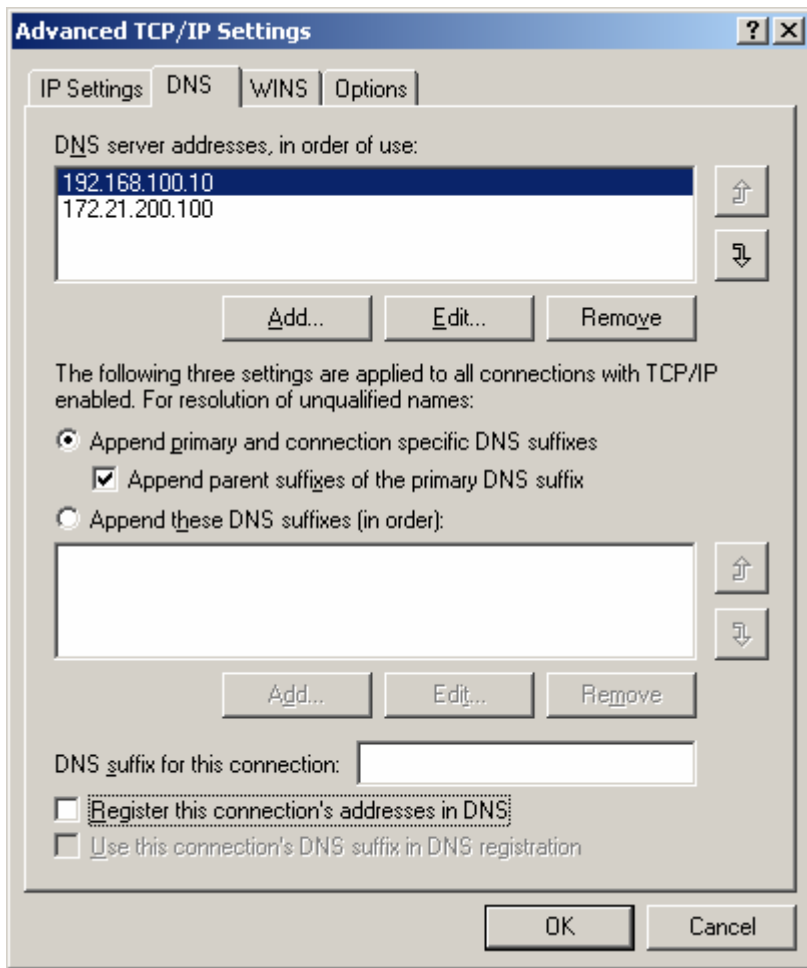 Advanced TCP/IP Settings
IP Settings DNS WINS Options
DNS server addresses, in order of use:
192.168.100.10
172.21.200.100
Add... Edit... Remove
The following three settings are applied to all connections with TCP/IP
enabled. For resolution of unqualified names:
Append primary and connection specific DNS suffixes
Append parent suffixes of the primary DNS suffix
Append these DNS suffixes (in order):
Add... Edit... Remove
DNS suffix for this connection:
Register this connection's addresses in DNS
Use this connection's DNS suffix in DNS registration
OK Cancel